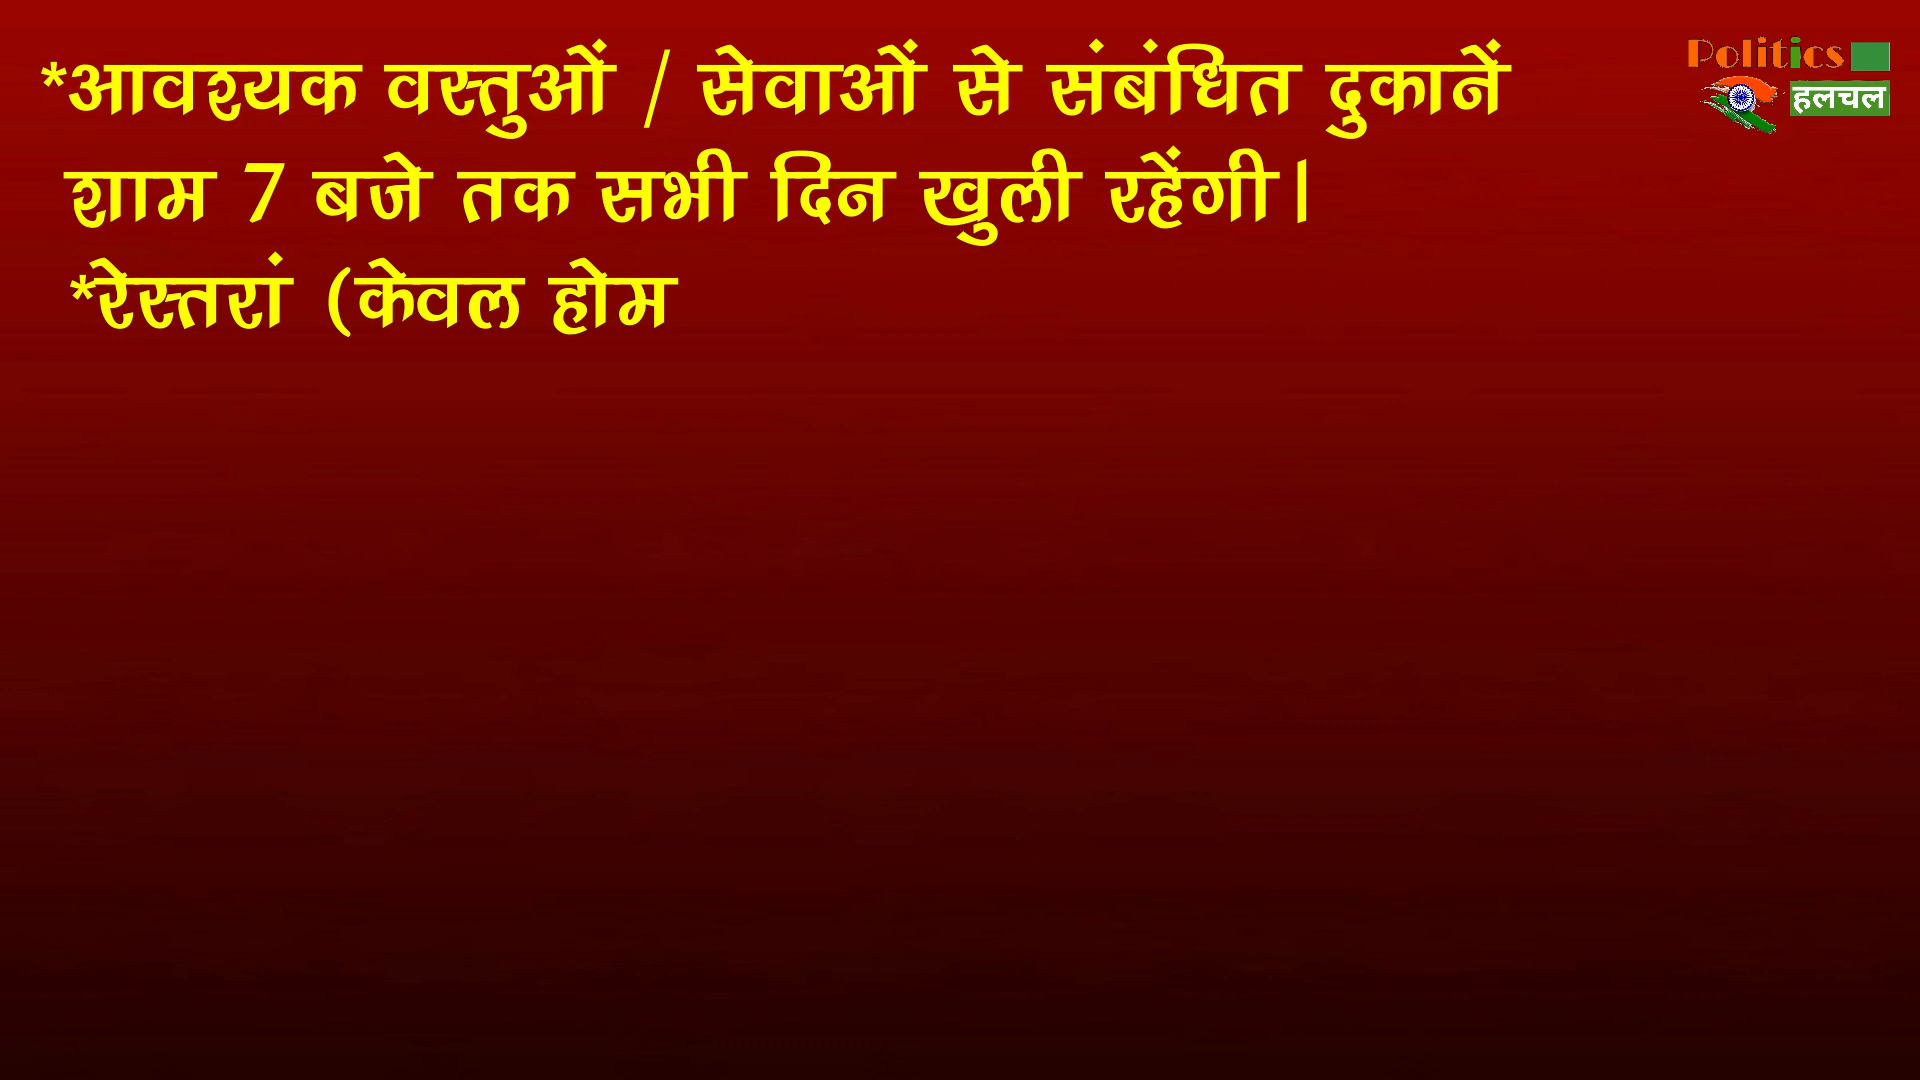 *आवश्यक वस्तुओं / सेवाओं से संबंधित दुकानें
शाम 7 बजे तक सभी दिन खुली रहेंगी।
*रेस्तरां (केवल होम
Politics
हलचल